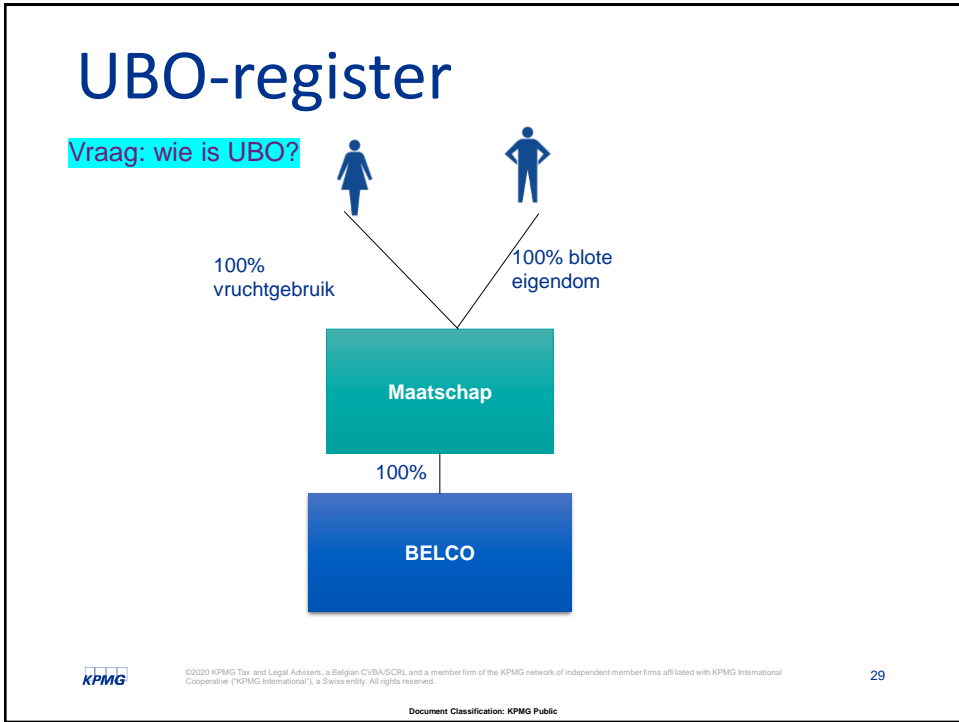 UBO-register
Vraag: wie is UBO?
100%
vruchtgebruik
100% blote
eigendom
Maatschap
100%
BELCO
KPMG
©2020 KPMG Tax and Legal Advisers, a Belgian CVBA/SCRL and a member firm of the KPMG network of independent member firms affiliated with KPMG International
Cooperative ("KPMG International"), a Swiss entity. All rights reserved.
29
Document Classification: KPMG Public